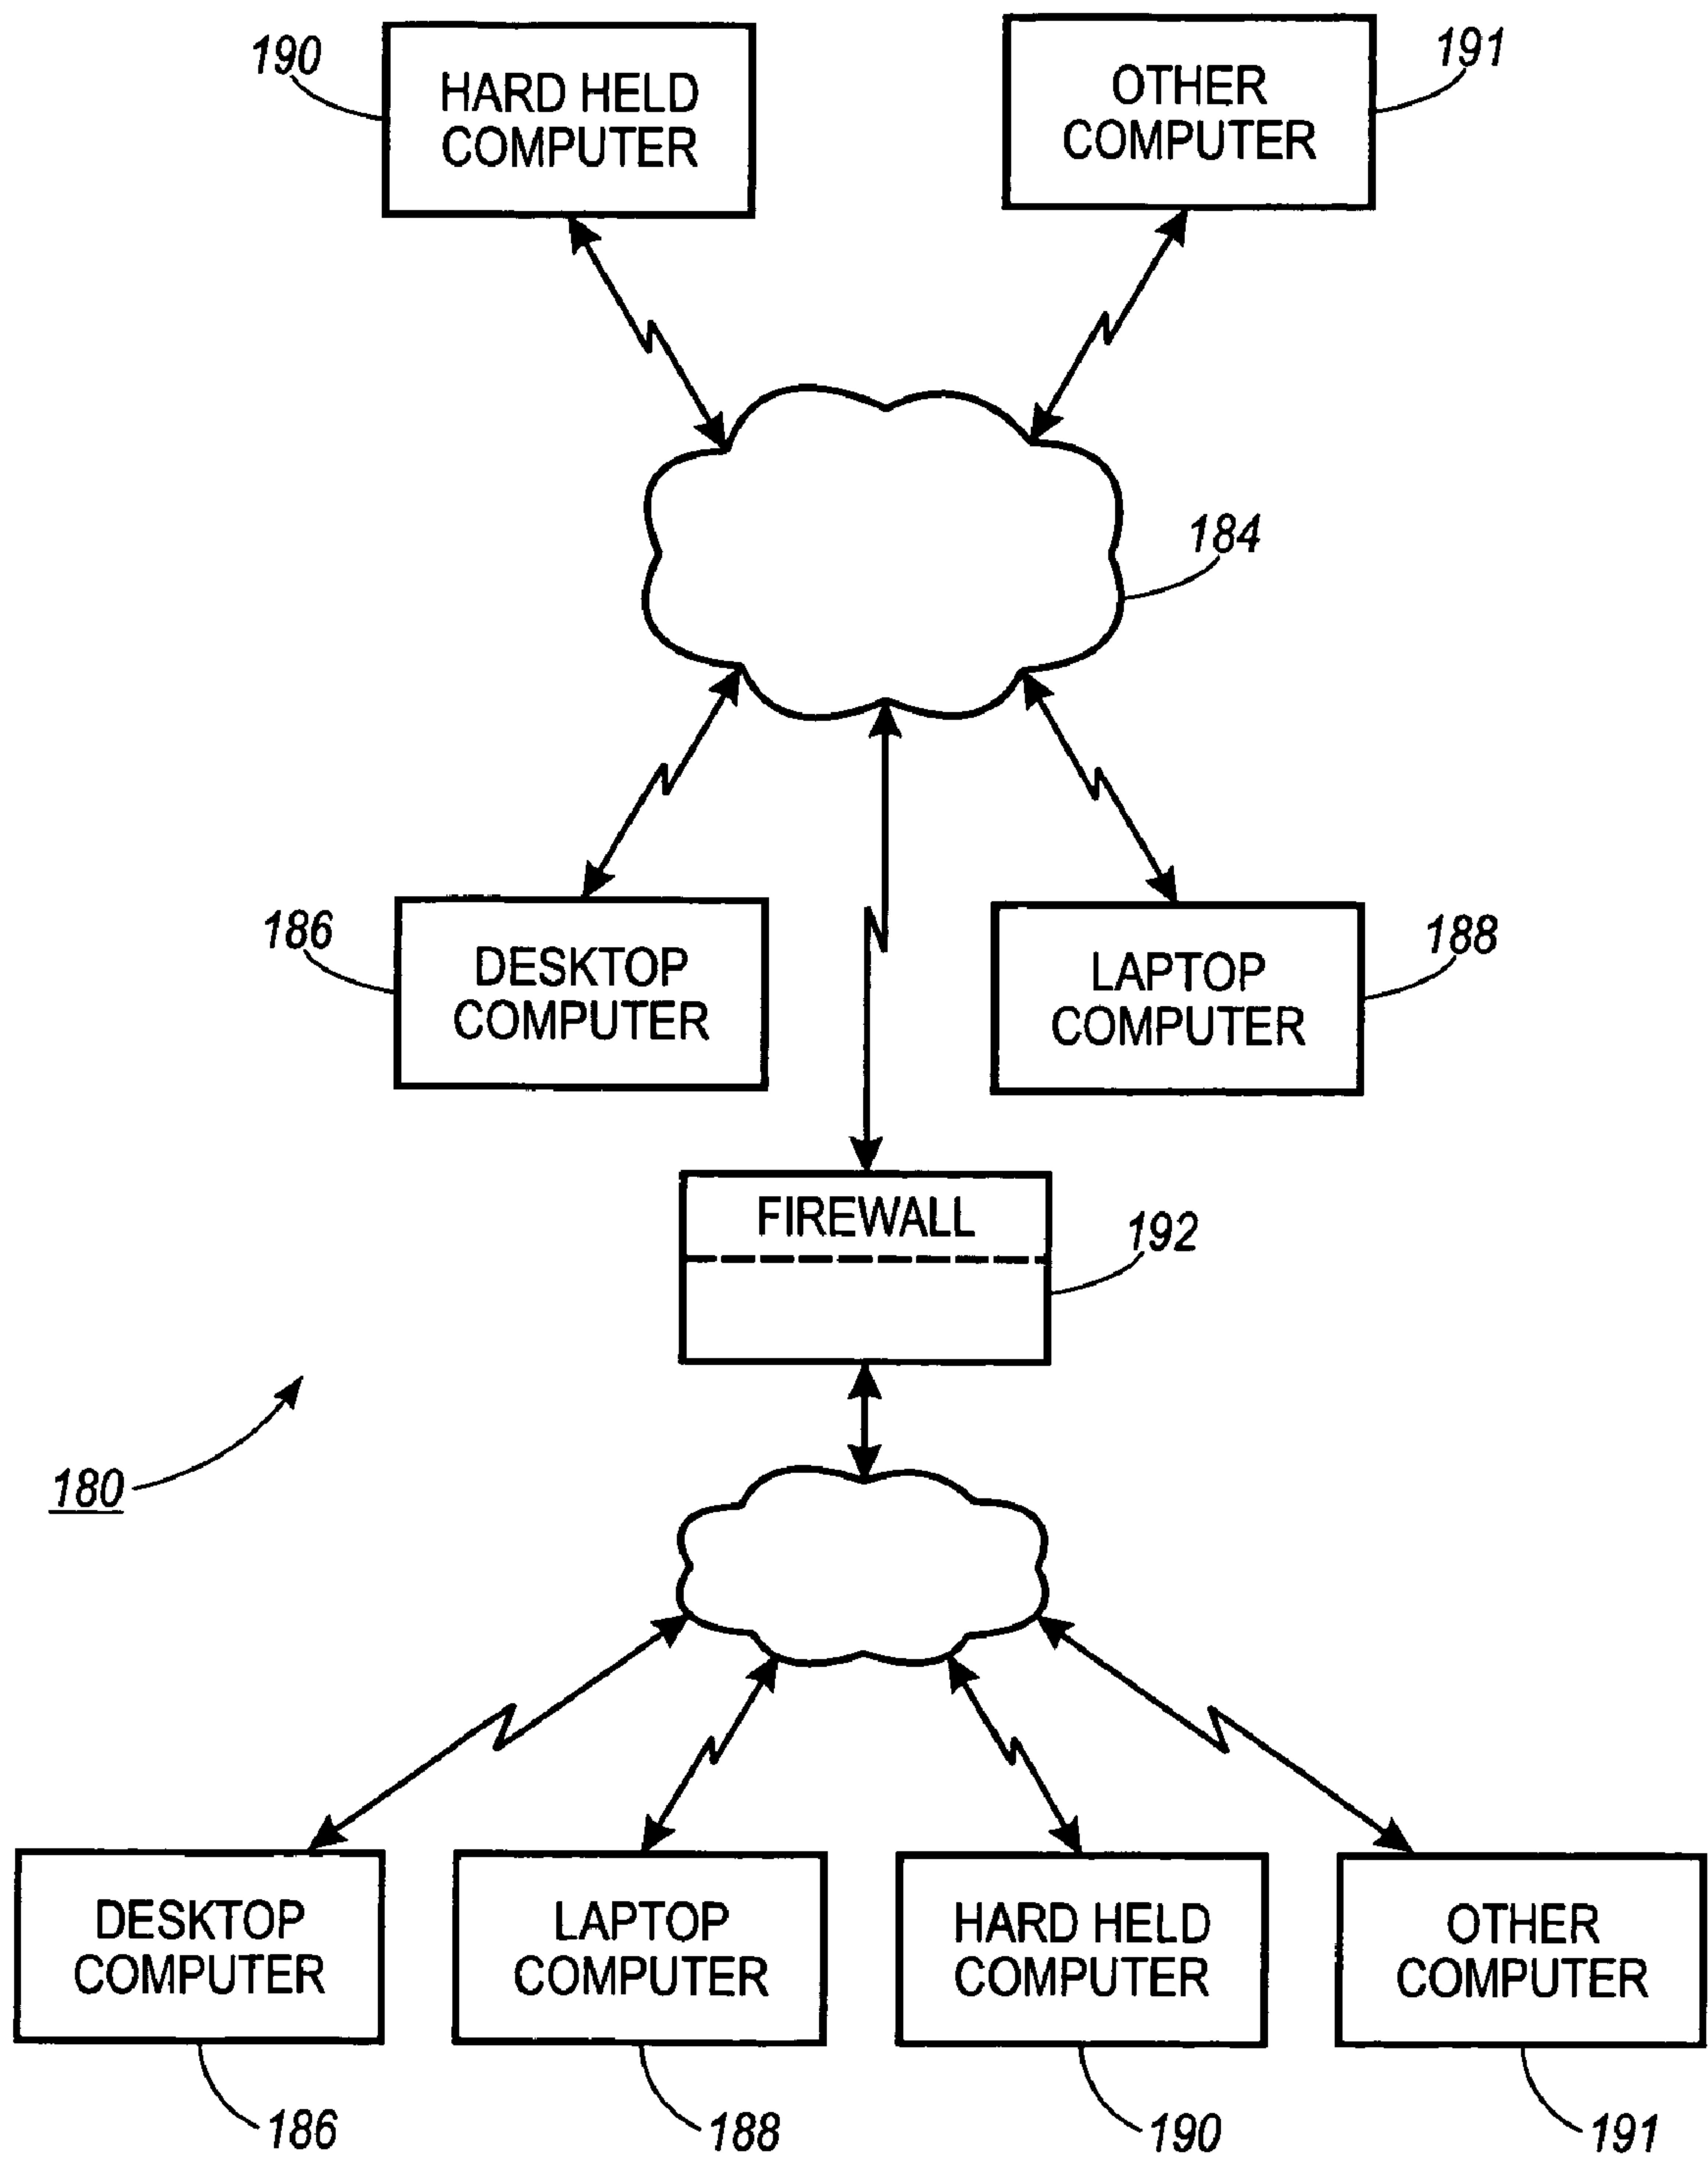 190
HARD HELD
COMPUTER
OTHER
COMPUTER
191
184
186
DESKTOP
COMPUTER
LAPTOP
COMPUTER
188
FIREWALL
192
180
DESKTOP
COMPUTER
LAPTOP
COMPUTER
HARD HELD
COMPUTER
OTHER
COMPUTER
186
188
190
191